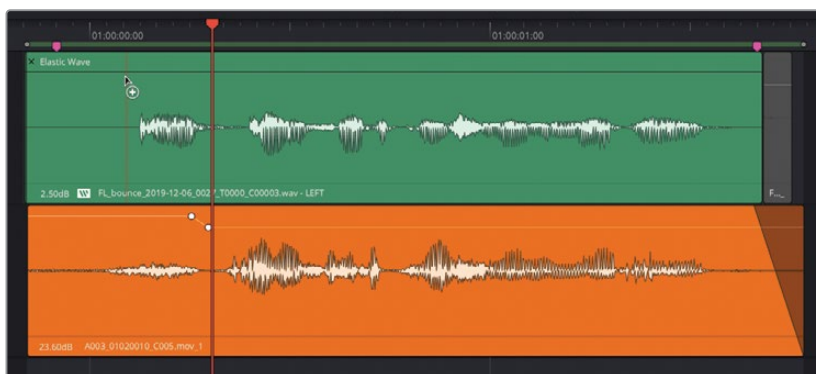 01:00:00:00
01:00:01:00
× Elastic Wave
2.50dB FL_bounce_2019-12-06_0027_T0000_C00003.wav - LEFT
F..._
23.60dB A003_01020010_C005.mov_1